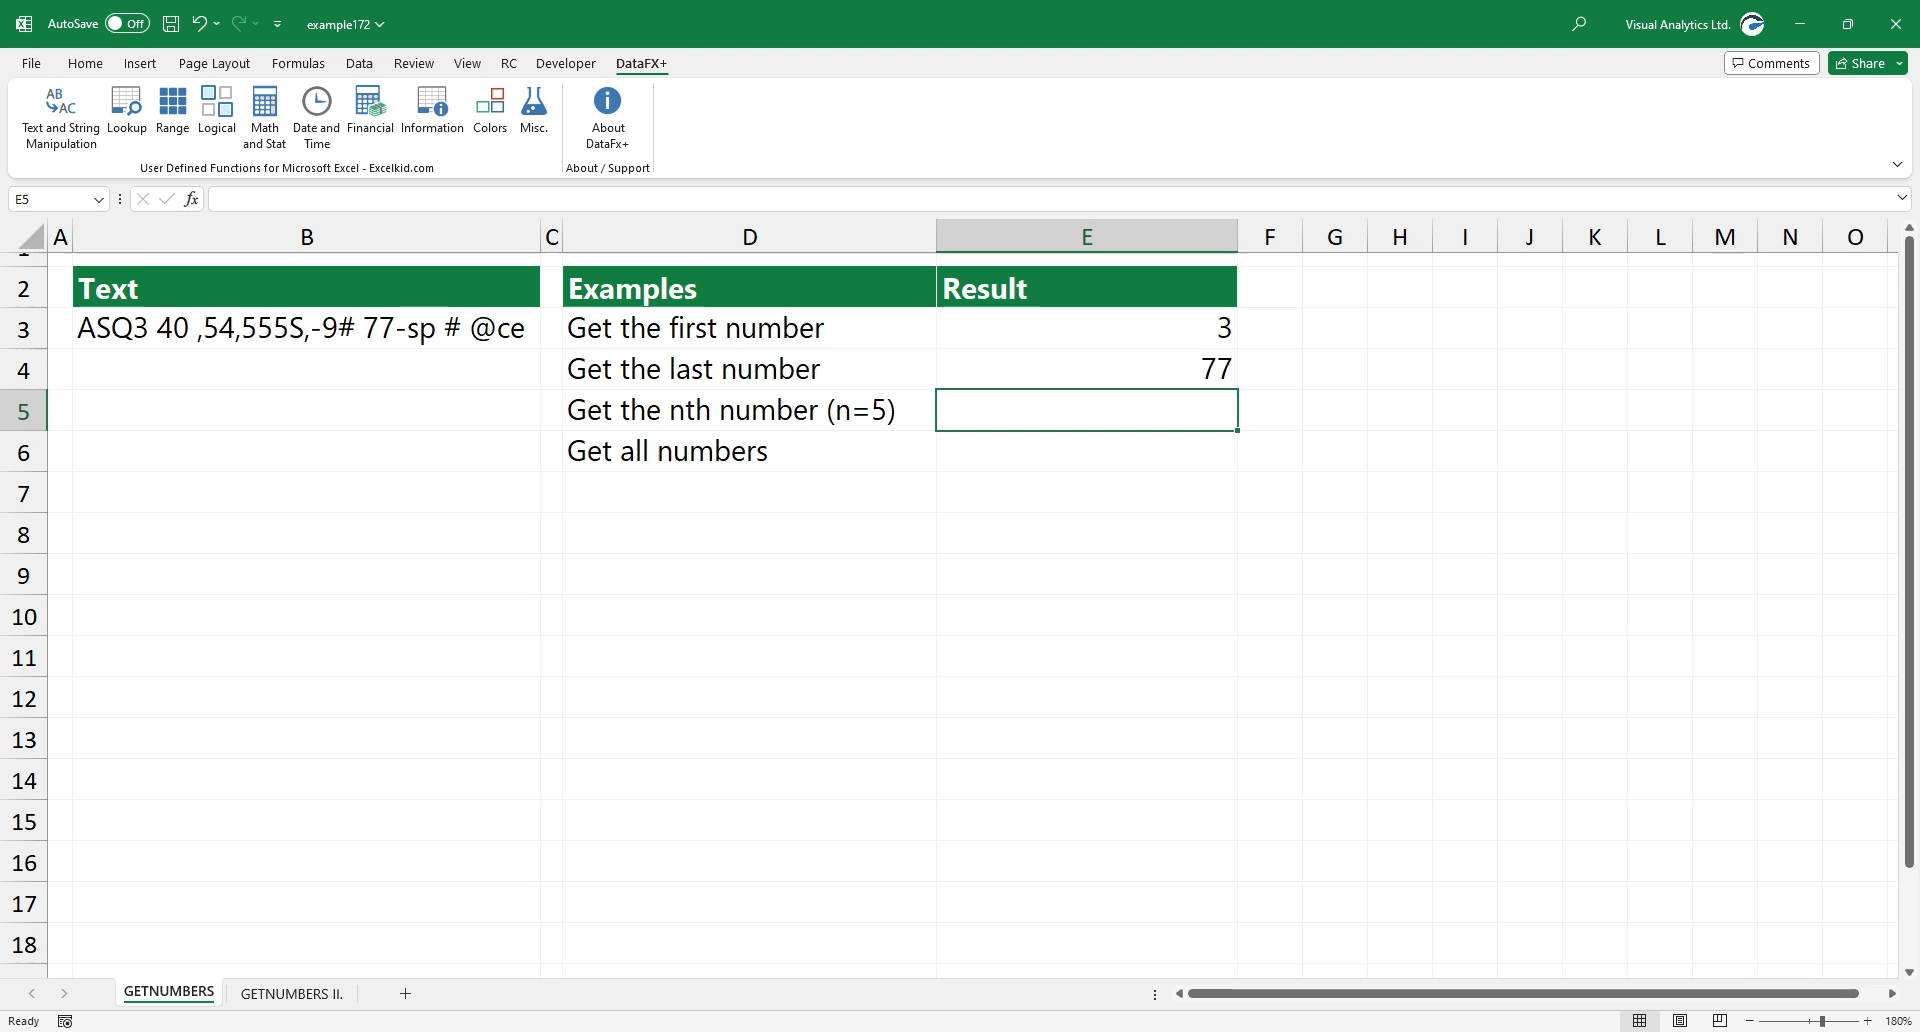 AutoSave Off example172 Visual Analytics Ltd.
File Home Insert Page Layout Formulas Data Review View RC Developer DataFX+ Comments Share
AB AC
Text and String Manipulation
Lookup
Range
Logical
Math and Stat
Date and Time
Financial
Information
Colors
Misc.
About DataFx+
User Defined Functions for Microsoft Excel - Excelkid.com
About / Support
E5 fx
A B C D E F G H I J K L M N O
1
2 Text Examples Result
3 ASQ3 40 ,54,555S,-9# 77-sp # @ce Get the first number 3
4 Get the last number 77
5 Get the nth number (n=5)
6 Get all numbers
7
8
9
10
11
12
13
14
15
16
17
18
GETNUMBERS GETNUMBERS II.
Ready 180%